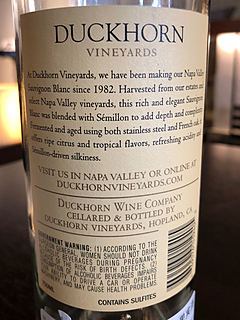 DUCKHORN
VINEYARDS
At Duckhorn Vineyards, we have been making our Napa Valley
Sauvignon Blanc since 1982. Harvested from our estates and
select Napa Valley vineyards, this rich and elegant Sauvignon
Blanc was blended with Sémillon to add depth and complexity.
Fermented and aged using both stainless steel and French oak, it
offers ripe citrus and tropical flavors, refreshing acidity and
Sémillon-driven silkiness.
VISIT US IN NAPA VALLEY OR ONLINE AT
DUCKHORNVINEYARDS.COM
DUCKHORN WINE COMPANY
CELLARED & BOTTLED BY
DUCKHORN VINEYARDS, HOPLAND, CA
GOVERNMENT WARNING: (1) ACCORDING TO THE
GENERAL, WOMEN SHOULD NOT DRINK
BEVERAGES DURING PREGNANCY
OF THE RISK OF BIRTH DEFECTS. (2)
OF ALCOHOLIC BEVERAGES IMPAIRS
ABILITY TO DRIVE A CAR OR OPERATE
AND MAY CAUSE HEALTH PROBLEMS.
CONTAINS SULFITES